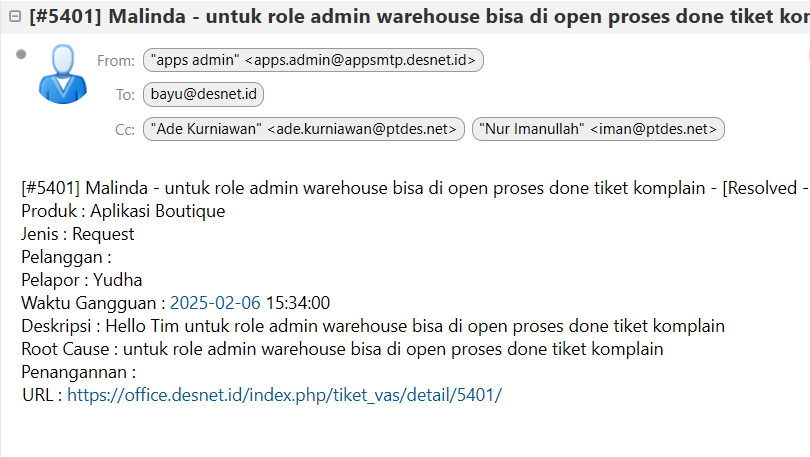 [#5401] Malinda - untuk role admin warehouse bisa di open proses done tiket kom
From: "apps admin" <apps.admin@appsmtp.desnet.id>
To: bayu@desnet.id
Cc: "Ade Kurniawan" <ade.kurniawan@ptdes.net> "Nur Imanullah" <iman@ptdes.net>
[#5401] Malinda - untuk role admin warehouse bisa di open proses done tiket komplain - [Resolved -
Produk : Aplikasi Boutique
Jenis : Request
Pelanggan :
Pelapor : Yudha
Waktu Gangguan : 2025-02-06 15:34:00
Deskripsi : Hello Tim untuk role admin warehouse bisa di open proses done tiket komplain
Root Cause : untuk role admin warehouse bisa di open proses done tiket komplain
Penangannan :
URL : https://office.desnet.id/index.php/tiket_vas/detail/5401/